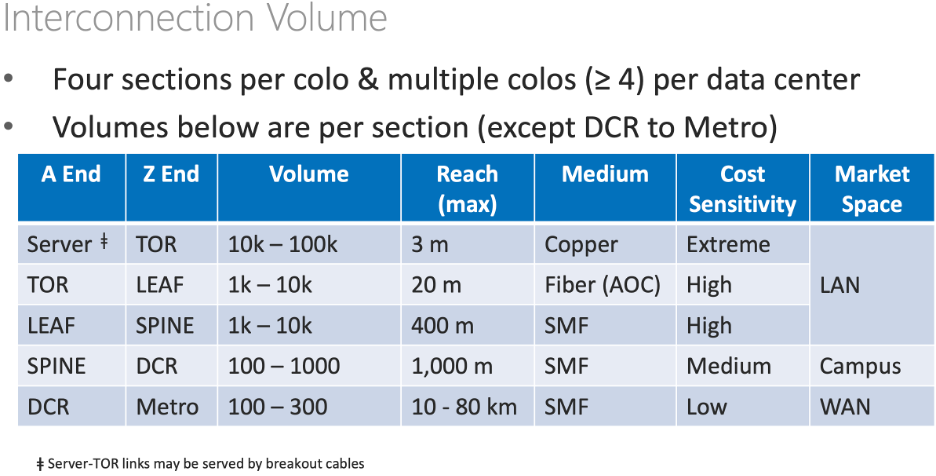 Interconnection Volume
• Four sections per colo & multiple colos (≥ 4) per data center
• Volumes below are per section (except DCR to Metro)
A End Z End Volume Reach (max) Medium Cost Sensitivity Market Space
Server ǂ TOR 10k – 100k 3 m Copper Extreme LAN
TOR LEAF 1k – 10k 20 m Fiber (AOC) High
LEAF SPINE 1k – 10k 400 m SMF High
SPINE DCR 100 – 1000 1,000 m SMF Medium Campus
DCR Metro 100 – 300 10 - 80 km SMF Low WAN
ǂ Server-TOR links may be served by breakout cables